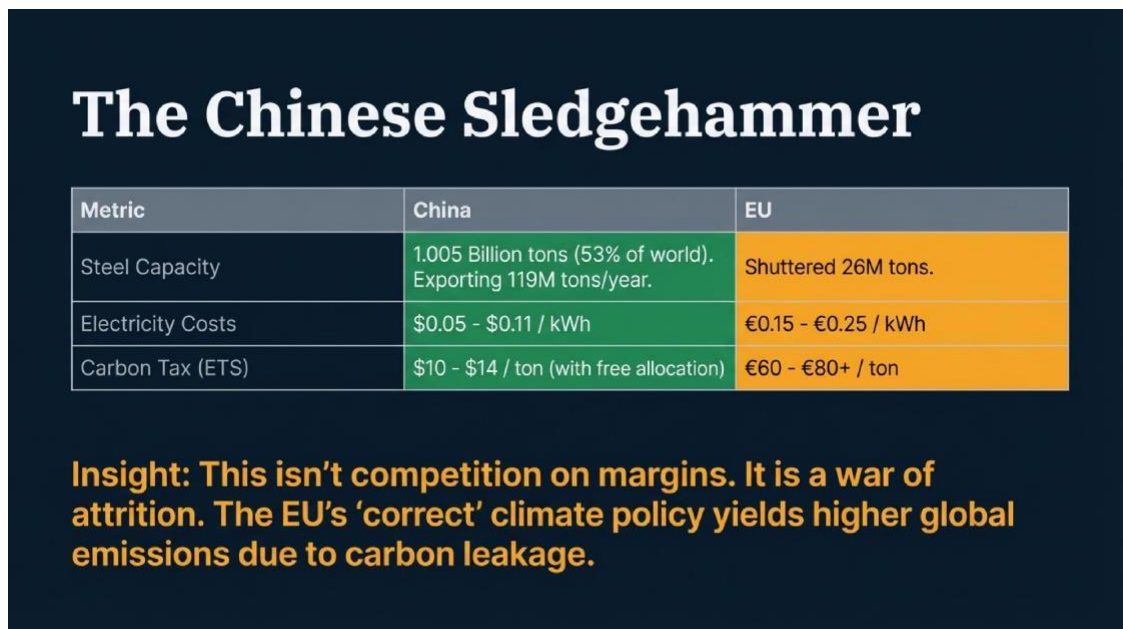 The Chinese Sledgehammer
Metric
China
EU
Steel Capacity
1.005 Billion tons (53% of world).
Exporting 119M tons/year.
Shuttered 26M tons.
Electricity Costs
$0.05 - $0.11 / kWh
€0.15 - €0.25 / kWh
Carbon Tax (ETS)
$10 - $14 / ton (with free allocation)
€60 - €80+ / ton
Insight: This isn’t competition on margins. It is a war of
attrition. The EU’s ‘correct’ climate policy yields higher global
emissions due to carbon leakage.